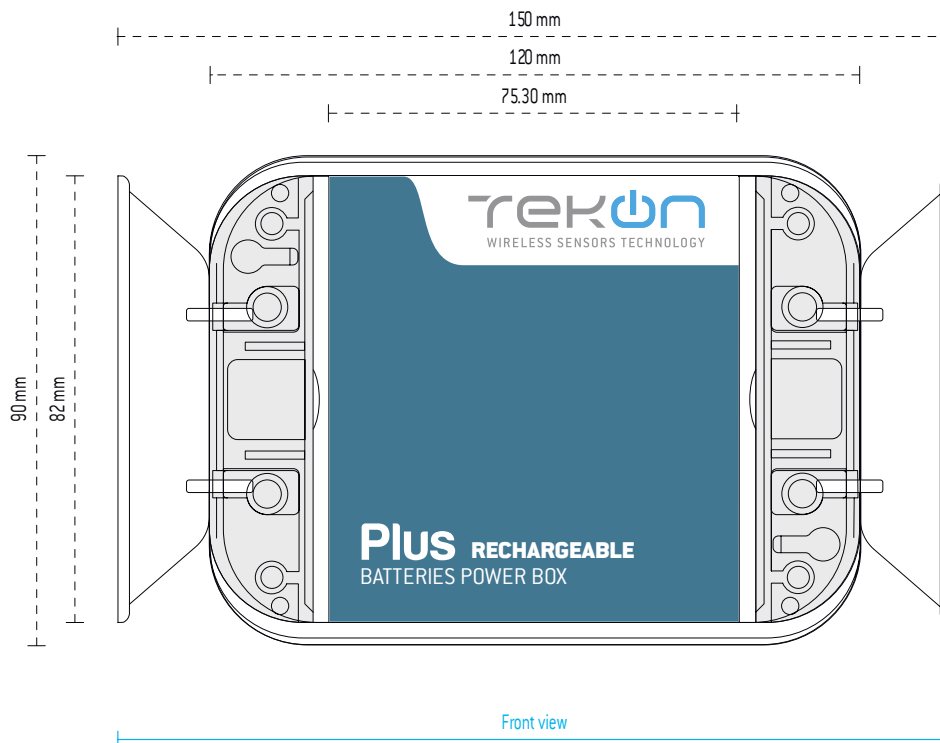 150 mm
120 mm
75.30 mm
TEKON
WIRELESS SENSORS TECHNOLOGY
90 mm
82 mm
Plus RECHARGEABLE
BATTERIES POWER BOX
Front view